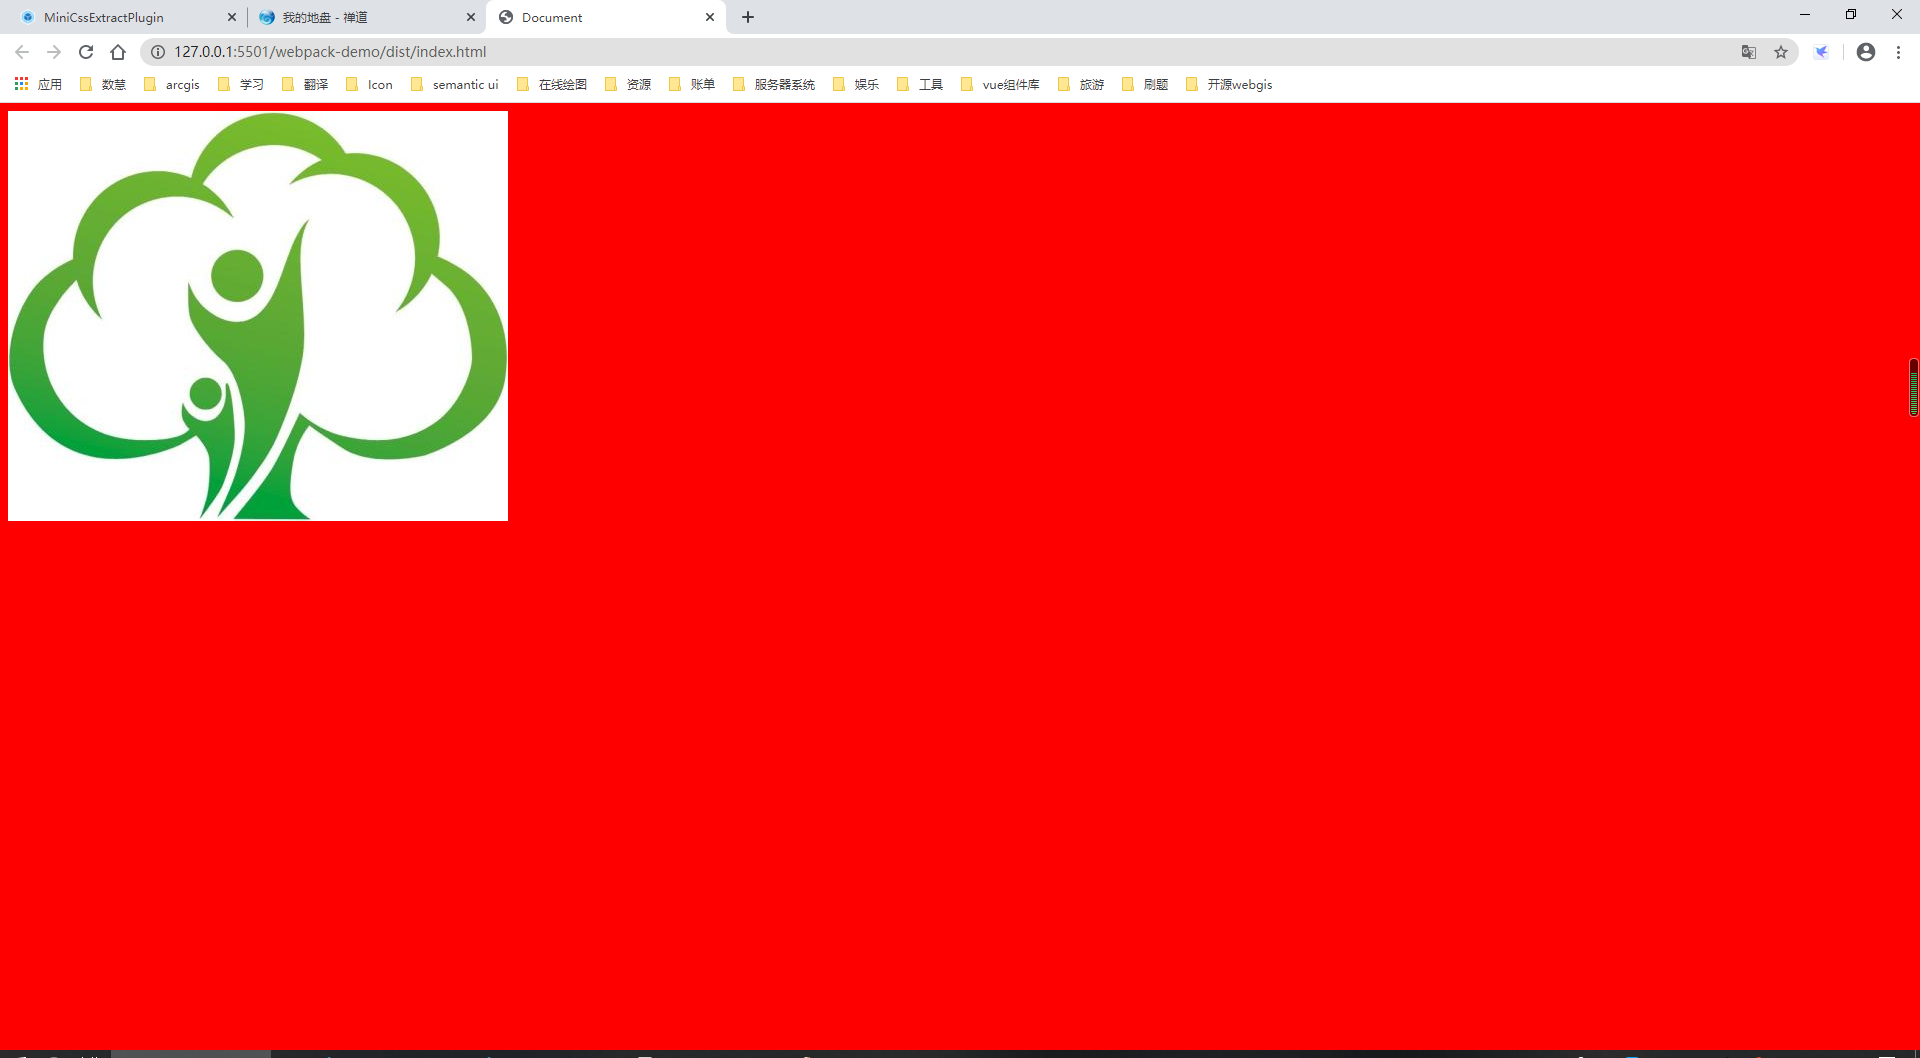 MiniCssExtractPlugin 我的地盘 - 禅道 Document
127.0.0.1:5501/webpack-demo/dist/index.html
应用 数慧 arcgis 学习 翻译 Icon semantic ui 在线绘图 资源 账单 服务器系统 娱乐 工具 vue组件库 旅游 刷题 开源webgis